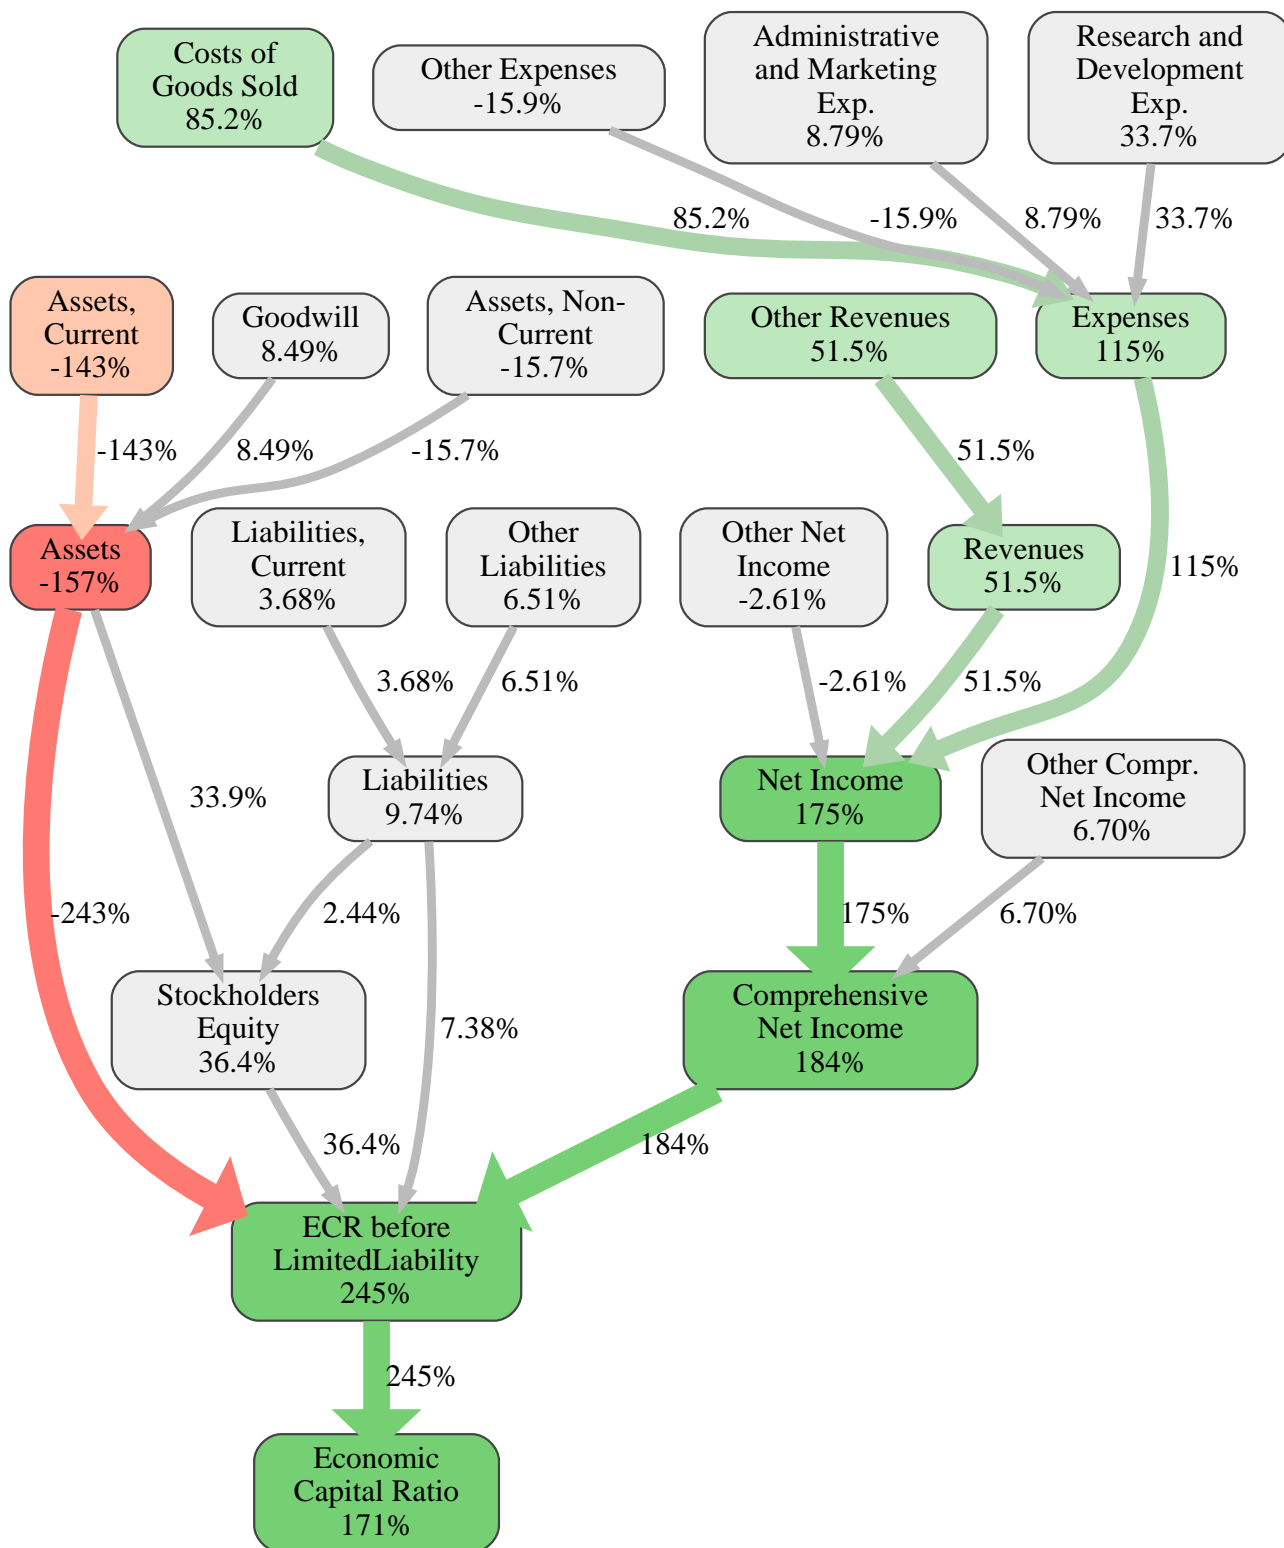 Costs of
Goods Sold
85.2%
Other Expenses
-15.9%
Administrative
and Marketing
Exp.
8.79%
Research and
Development
Exp.
33.7%
85.2%
-15.9%
8.79%
33.7%
Assets,
Current
-143%
Goodwill
8.49%
Assets, Non-
Current
-15.7%
Other Revenues
51.5%
Expenses
115%
-143%
8.49%
-15.7%
51.5%
Assets
-157%
Liabilities,
Current
3.68%
Other
Liabilities
6.51%
Other Net
Income
-2.61%
Revenues
51.5%
115%
3.68%
6.51%
-2.61%
51.5%
33.9%
Liabilities
9.74%
Net Income
175%
Other Compr.
Net Income
6.70%
-243%
2.44%
175%
6.70%
Stockholders
Equity
36.4%
7.38%
Comprehensive
Net Income
184%
36.4%
184%
ECR before
LimitedLiability
245%
245%
Economic
Capital Ratio
171%